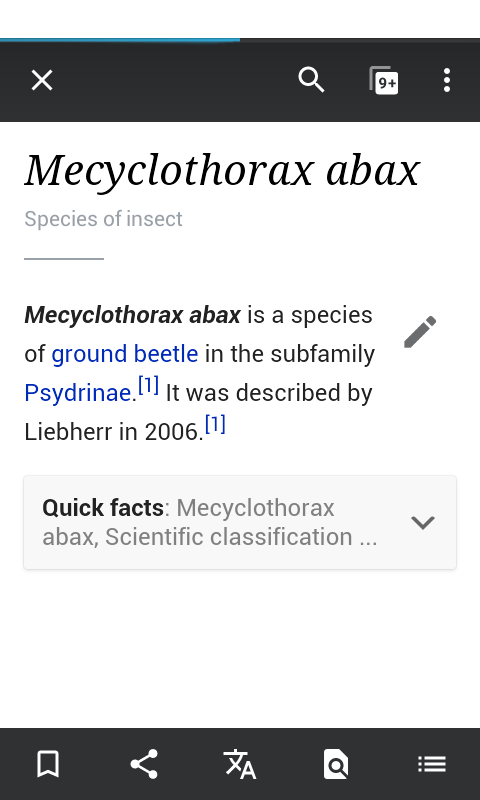 9+
Mecyclothorax abax
Species of insect
Mecyclothorax abax is a species
of ground beetle in the subfamily
Psydrinae.[1] It was described by
Liebherr in 2006.[1]
Quick facts: Mecyclothorax
abax, Scientific classification ...